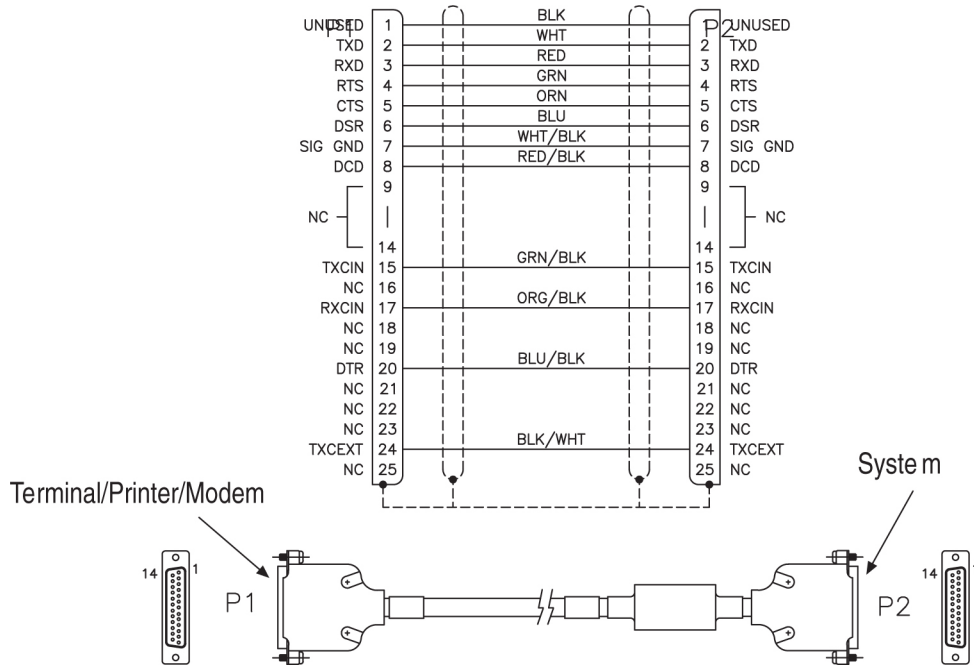 P1 P2
BLK
UNUSED 1 1 UNUSED
WHT
TXD 2 2 TXD
RED
RXD 3 3 RXD
GRN
RTS 4 4 RTS
ORN
CTS 5 5 CTS
BLU
DSR 6 6 DSR
WHT/BLK
SIG GND 7 7 SIG GND
RED/BLK
DCD 8 8 DCD
9 9
NC NC
14 14
GRN/BLK
TXCIN 15 15 TXCIN
NC 16 16 NC
ORG/BLK
RXCIN 17 17 RXCIN
NC 18 18 NC
NC 19 19 NC
BLU/BLK
DTR 20 20 DTR
NC 21 21 NC
NC 22 22 NC
NC 23 23 NC
BLK/WHT
TXCEXT 24 24 TXCEXT
NC 25 25 NC
System
Terminal/Printer/Modem
14 1 14
P1 P2